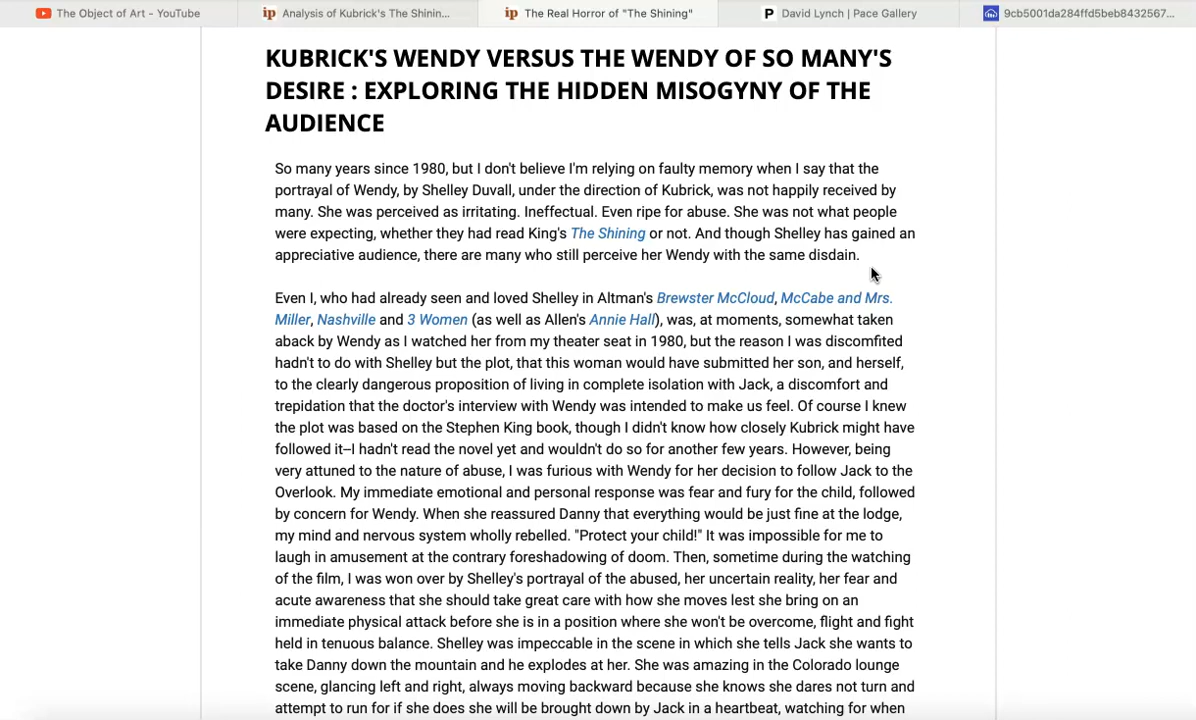 The Object of Art - YouTube
ip Analysis of Kubrick's The Shinin...
ip The Real Horror of "The Shining"
P David Lynch | Pace Gallery
9cb5001da284ffd5beb8432567...
KUBRICK'S WENDY VERSUS THE WENDY OF SO MANY'S
DESIRE : EXPLORING THE HIDDEN MISOGYNY OF THE
AUDIENCE
So many years since 1980, but I don't believe I'm relying on faulty memory when I say that the
portrayal of Wendy, by Shelley Duvall, under the direction of Kubrick, was not happily received by
many. She was perceived as irritating. Ineffectual. Even ripe for abuse. She was not what people
were expecting, whether they had read King's The Shining or not. And though Shelley has gained an
appreciative audience, there are many who still perceive her Wendy with the same disdain.
Even I, who had already seen and loved Shelley in Altman's Brewster McCloud, McCabe and Mrs.
Miller, Nashville and 3 Women (as well as Allen's Annie Hall), was, at moments, somewhat taken
aback by Wendy as I watched her from my theater seat in 1980, but the reason I was discomfited
hadn't to do with Shelley but the plot, that this woman would have submitted her son, and herself,
to the clearly dangerous proposition of living in complete isolation with Jack, a discomfort and
trepidation that the doctor's interview with Wendy was intended to make us feel. Of course I knew
the plot was based on the Stephen King book, though I didn't know how closely Kubrick might have
followed it--I hadn't read the novel yet and wouldn't do so for another few years. However, being
very attuned to the nature of abuse, I was furious with Wendy for her decision to follow Jack to the
Overlook. My immediate emotional and personal response was fear and fury for the child, followed
by concern for Wendy. When she reassured Danny that everything would be just fine at the lodge,
my mind and nervous system wholly rebelled. "Protect your child!" It was impossible for me to
laugh in amusement at the contrary foreshadowing of doom. Then, sometime during the watching
of the film, I was won over by Shelley's portrayal of the abused, her uncertain reality, her fear and
acute awareness that she should take great care with how she moves lest she bring on an
immediate physical attack before she is in a position where she won't be overcome, flight and fight
held in tenuous balance. Shelley was impeccable in the scene in which she tells Jack she wants to
take Danny down the mountain and he explodes at her. She was amazing in the Colorado lounge
scene, glancing left and right, always moving backward because she knows she dares not turn and
attempt to run for if she does she will be brought down by Jack in a heartbeat, watching for when